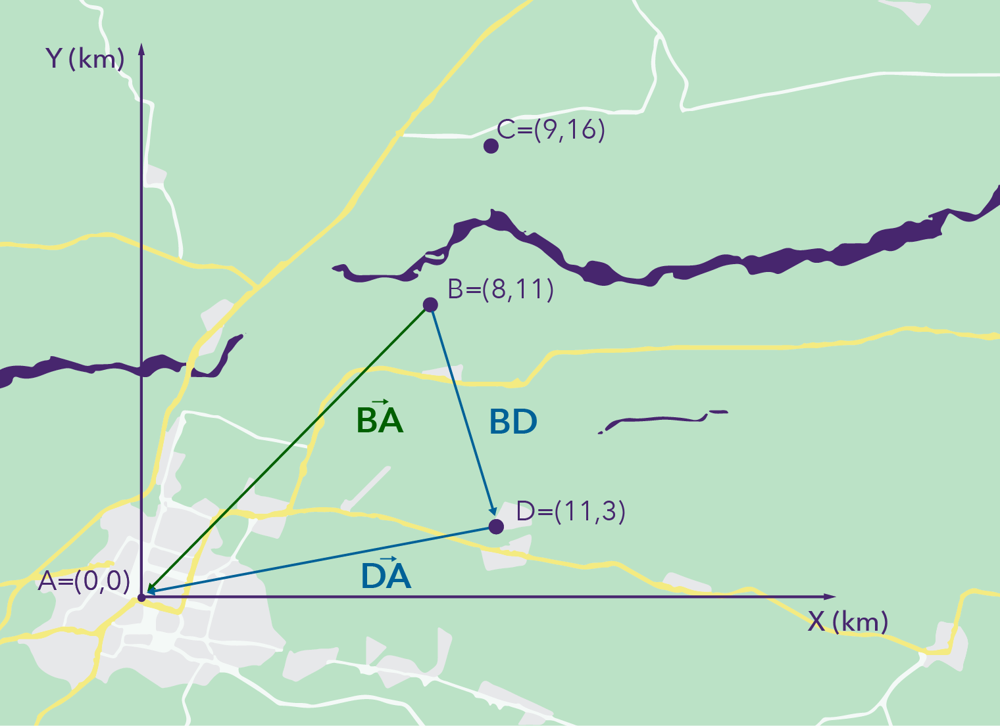 Y (km)
C=(9,16)
B=(8,11)
BA
BD
D=(11,3)
DA
A=(0,0)
X (km)